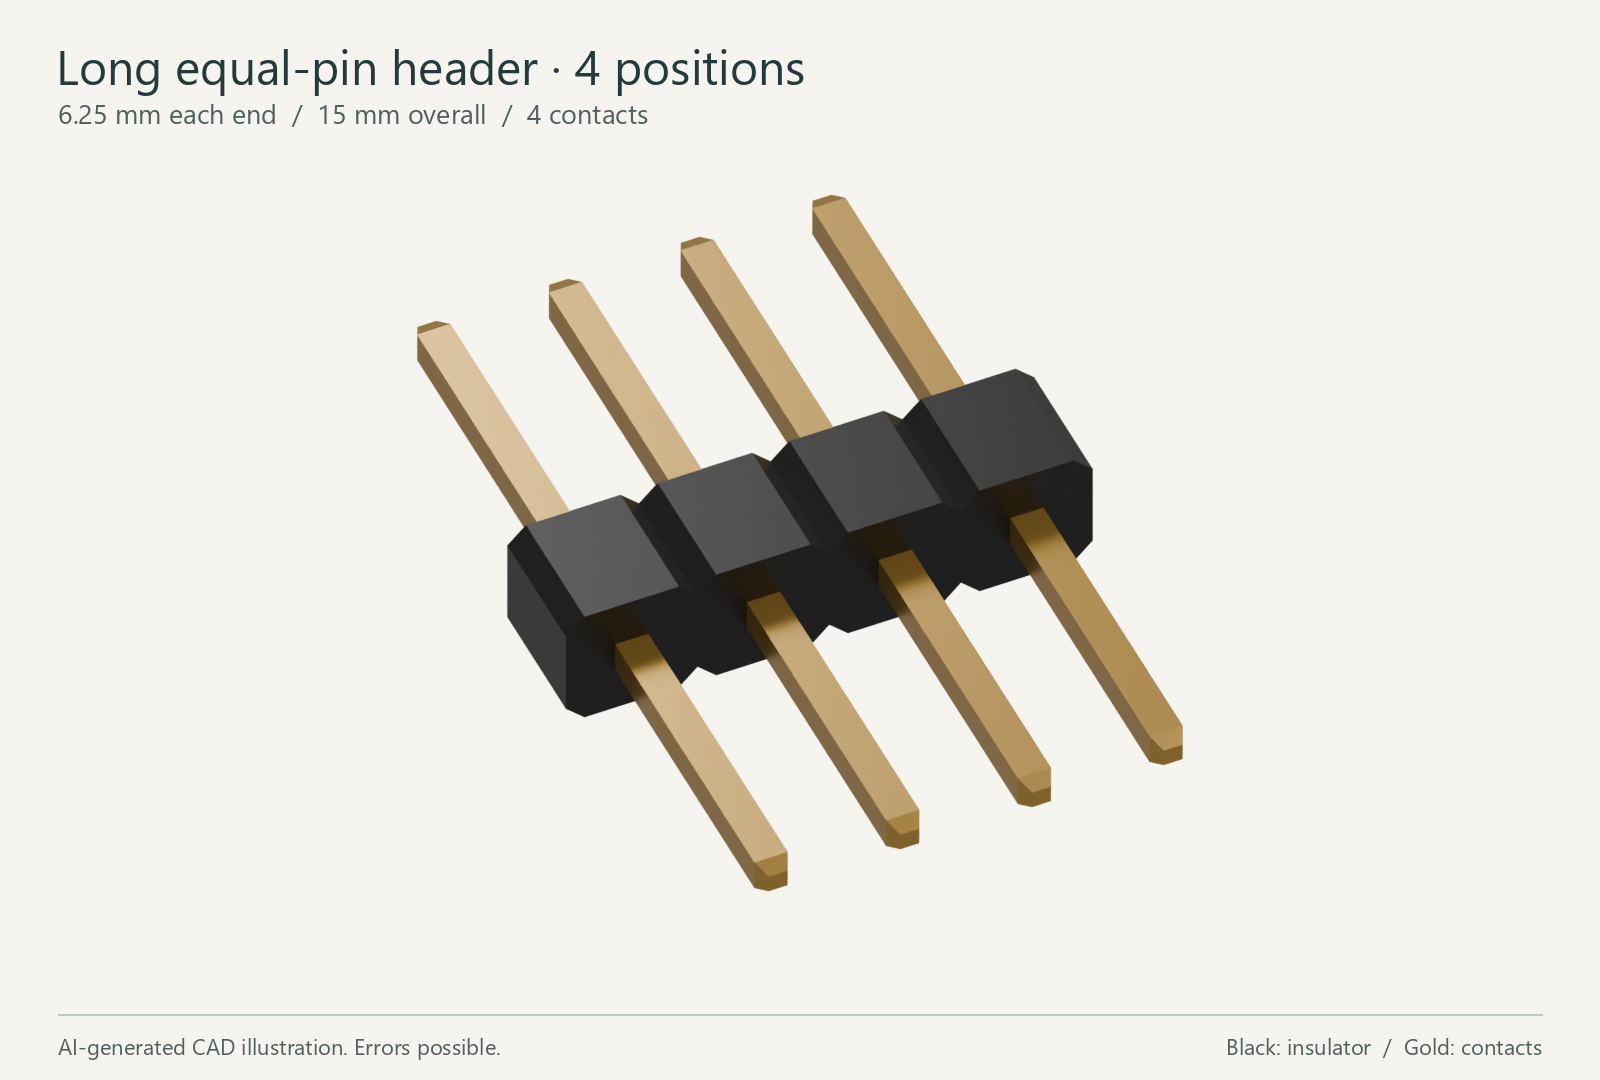 Long equal-pin header · 4 positions
6.25 mm each end / 15 mm overall / 4 contacts
AI-generated CAD illustration. Errors possible.
Black: insulator / Gold: contacts